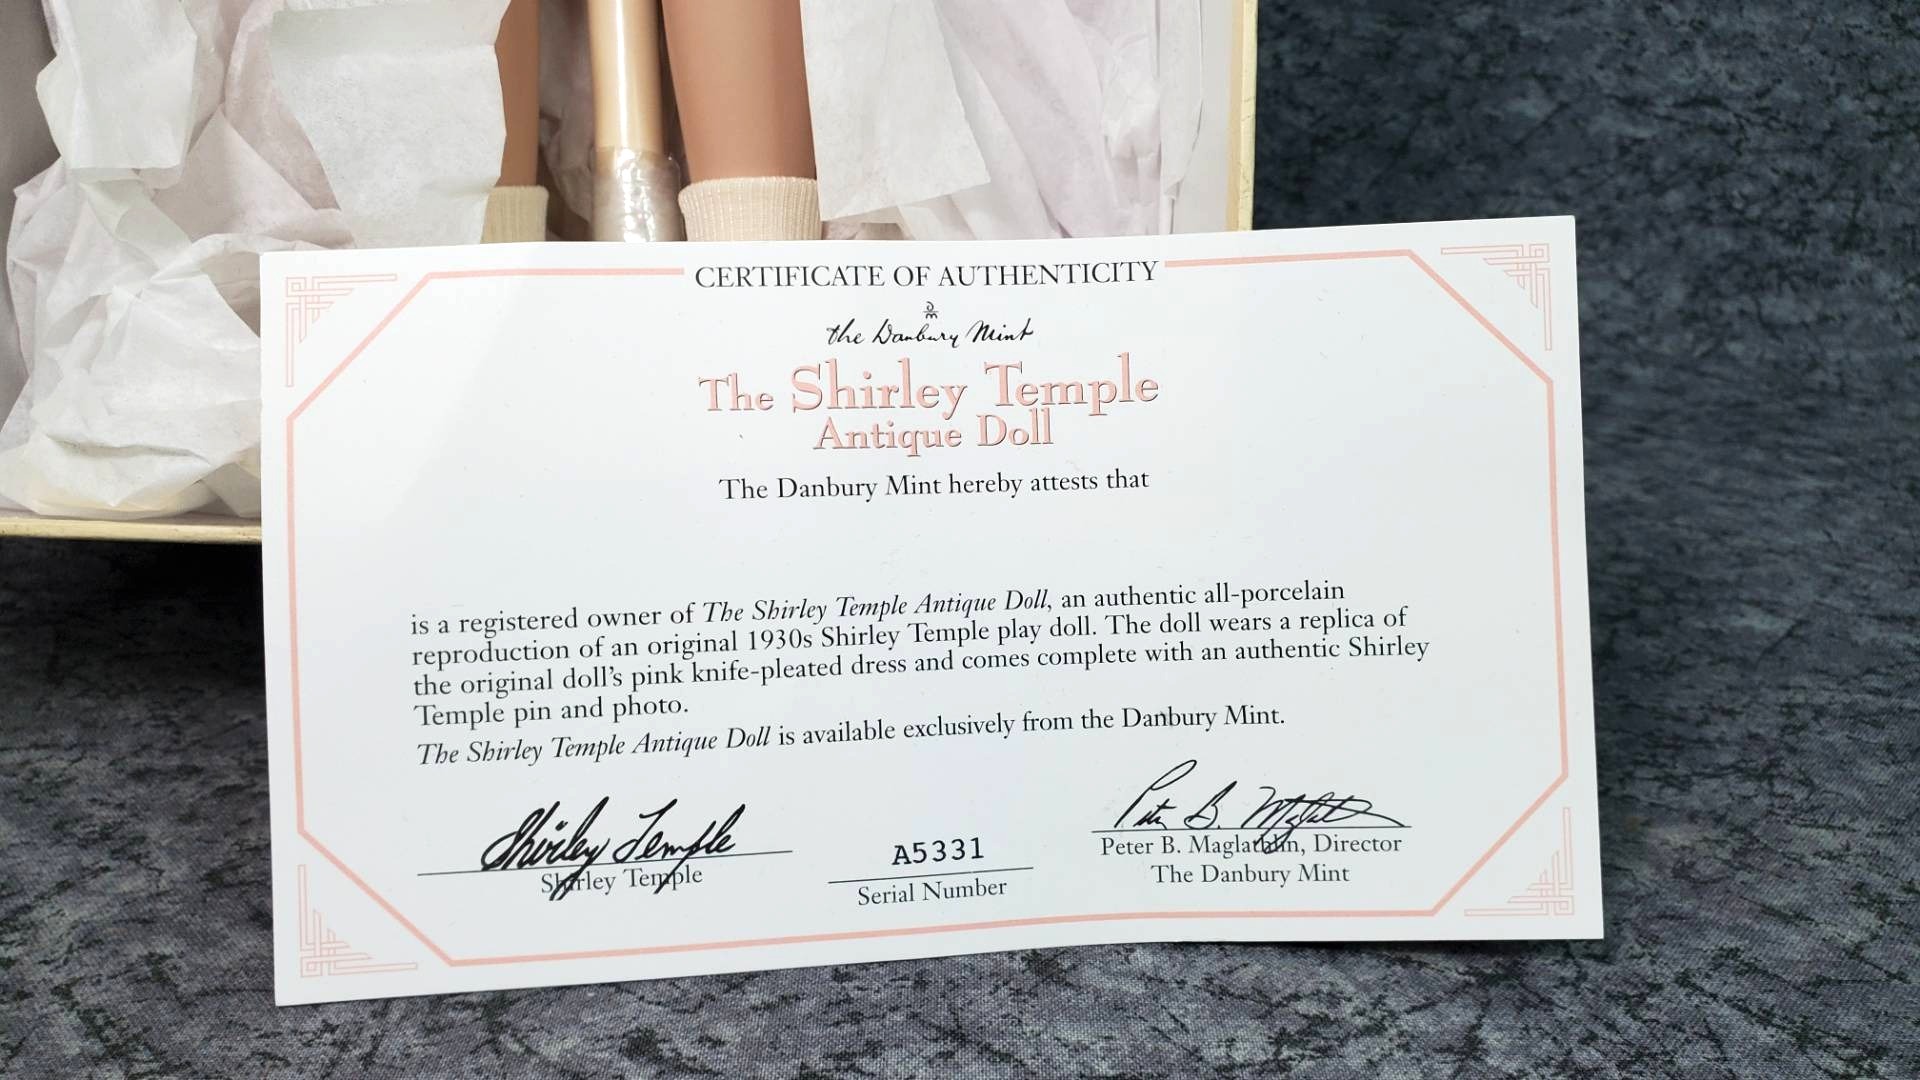 CERTIFICATE OF AUTHENTICITY
DM
the Danbury Mint
The Shirley Temple
Antique Doll
The Danbury Mint hereby attests that
is a registered owner of The Shirley Temple Antique Doll, an authentic all-porcelain
reproduction of an original 1930s Shirley Temple play doll. The doll wears a replica of
the original doll's pink knife-pleated dress and comes complete with an authentic Shirley
Temple pin and photo.
The Shirley Temple Antique Doll is available exclusively from the Danbury Mint.
Shirley Temple
Shirley Temple
A5331
Serial Number
Peter B. Maglathlin
Peter B. Maglathlin, Director
The Danbury Mint